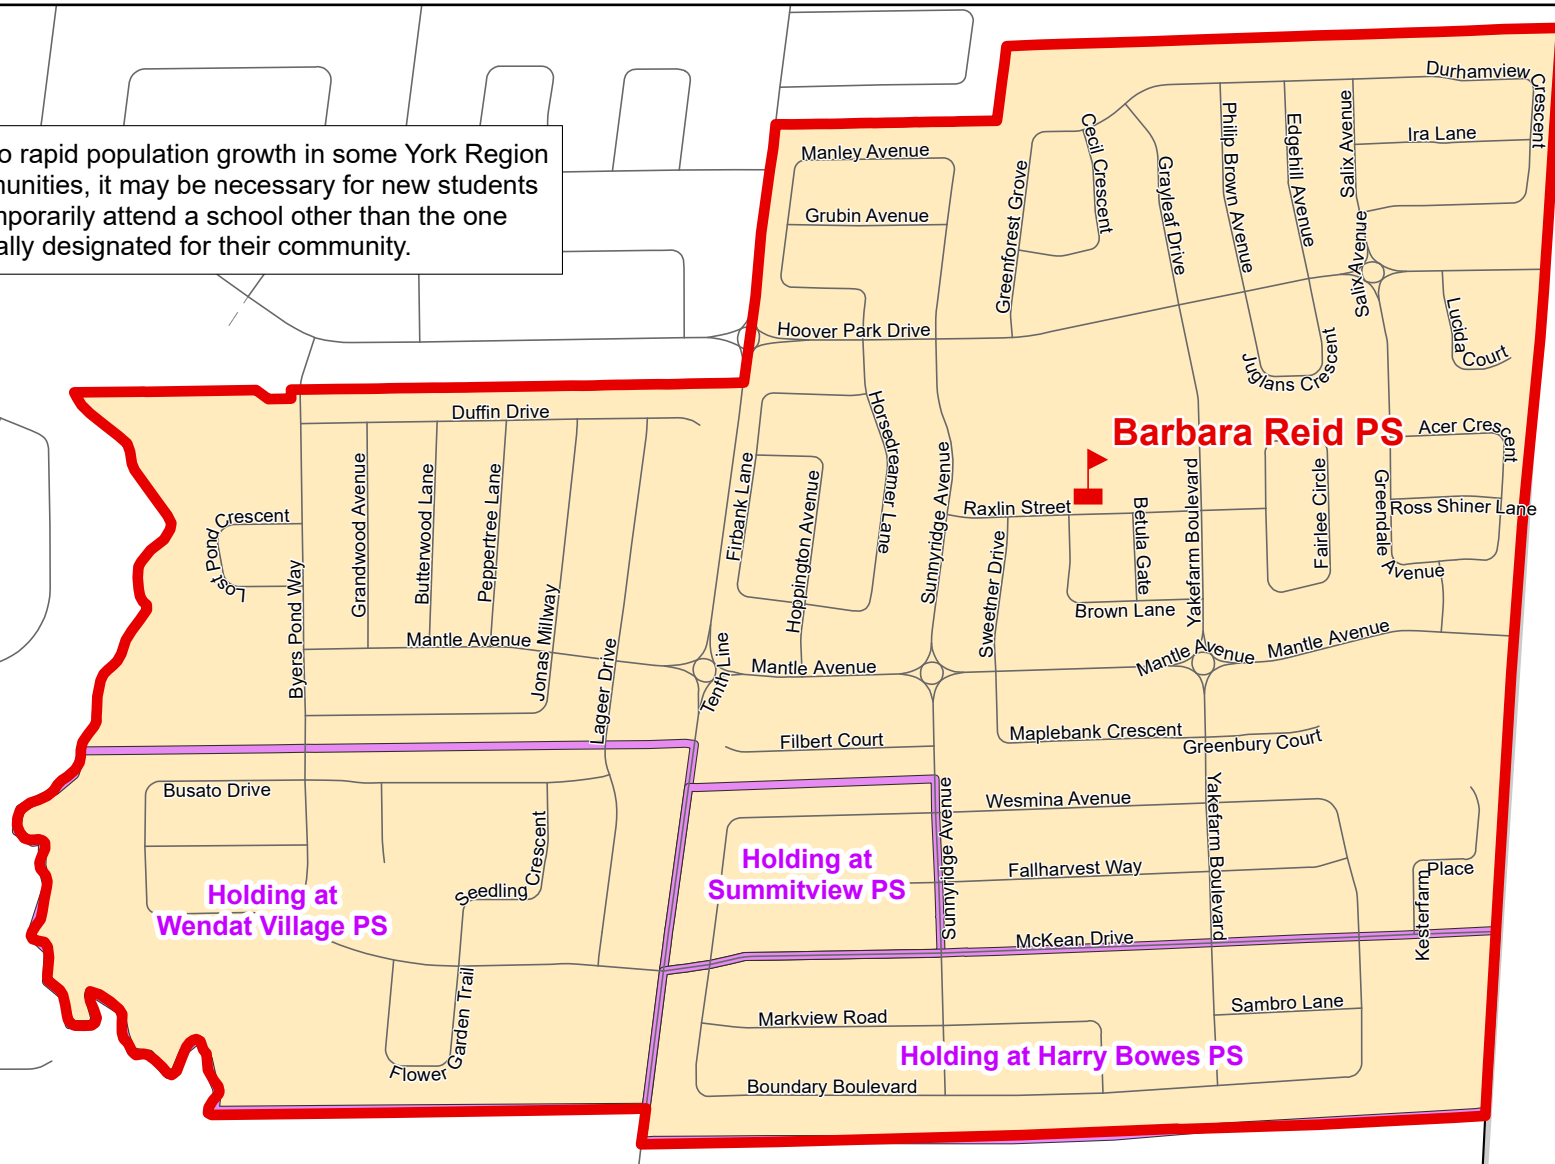 o rapid population growth in some York Region
unities, it may be necessary for new students
mporarily attend a school other than the one
ally designated for their community.
Durhamview Crescent
Ira Lane
Salix Avenue
Edgehill Avenue
Philip Brown Avenue
Grayleaf Drive
Cecil Crescent
Greenforest Grove
Manley Avenue
Grubin Avenue
Hoover Park Drive
Salix Avenue
Lucida Court
Juglans Crescent
Duffin Drive
Horsedreamer Lane
Barbara Reid PS
Acer Crescent
Ross Shiner Lane
Greendale Avenue
Fairlee Circle
Yakefarm Boulevard
Betula Gate
Raxlin Street
Brown Lane
Sweetner Drive
Sunnyridge Avenue
Hoppington Avenue
Firbank Lane
Peppertree Lane
Butterwood Lane
Grandwood Avenue
Lost Pond Crescent
Byers Pond Way
Mantle Avenue
Jonas Millway
Lageer Drive
Tenth Line
Mantle Avenue
Mantle Avenue
Mantle Avenue
Filbert Court
Maplebank Crescent
Greenbury Court
Busato Drive
Wesmina Avenue
Sunnyridge Avenue
Yakefarm Boulevard
Fallharvest Way
Kesterfarm Place
Seedling Crescent
Holding at
Summitview PS
Holding at
Wendat Village PS
McKean Drive
Sambro Lane
Markview Road
Holding at Harry Bowes PS
Flower Garden Trail
Boundary Boulevard